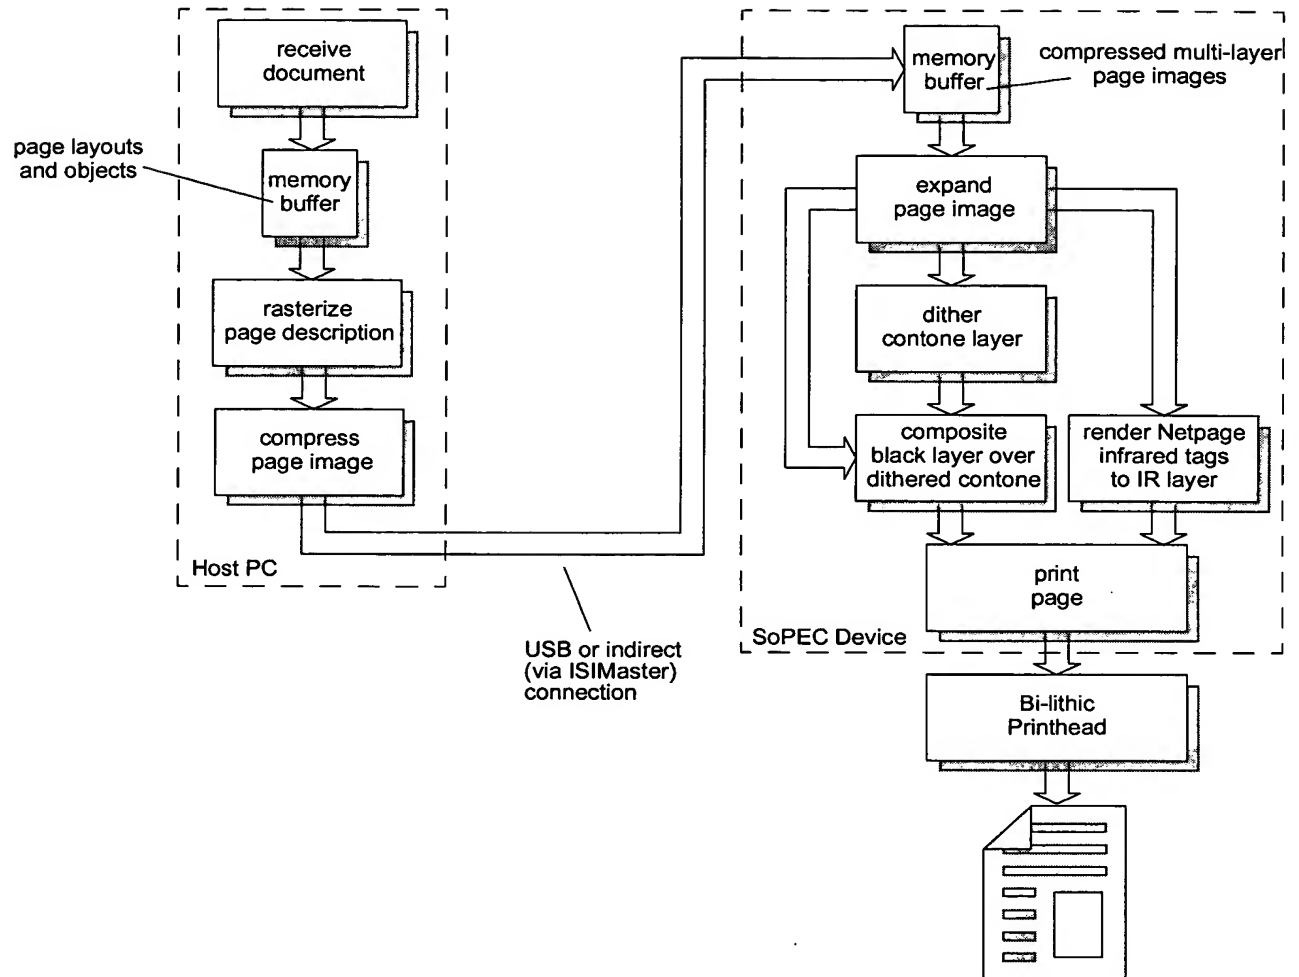 receive
document
page layouts
and objects
memory
buffer
rasterize
page description
compress
page image
Host PC
USB or indirect
(via ISIMaster)
connection
memory
buffer
compressed multi-layer
page images
expand
page image
dither
contone layer
composite
black layer over
dithered contone
render Netpage
infrared tags
to IR layer
print
page
SoPEC Device
Bi-lithic
Printhead